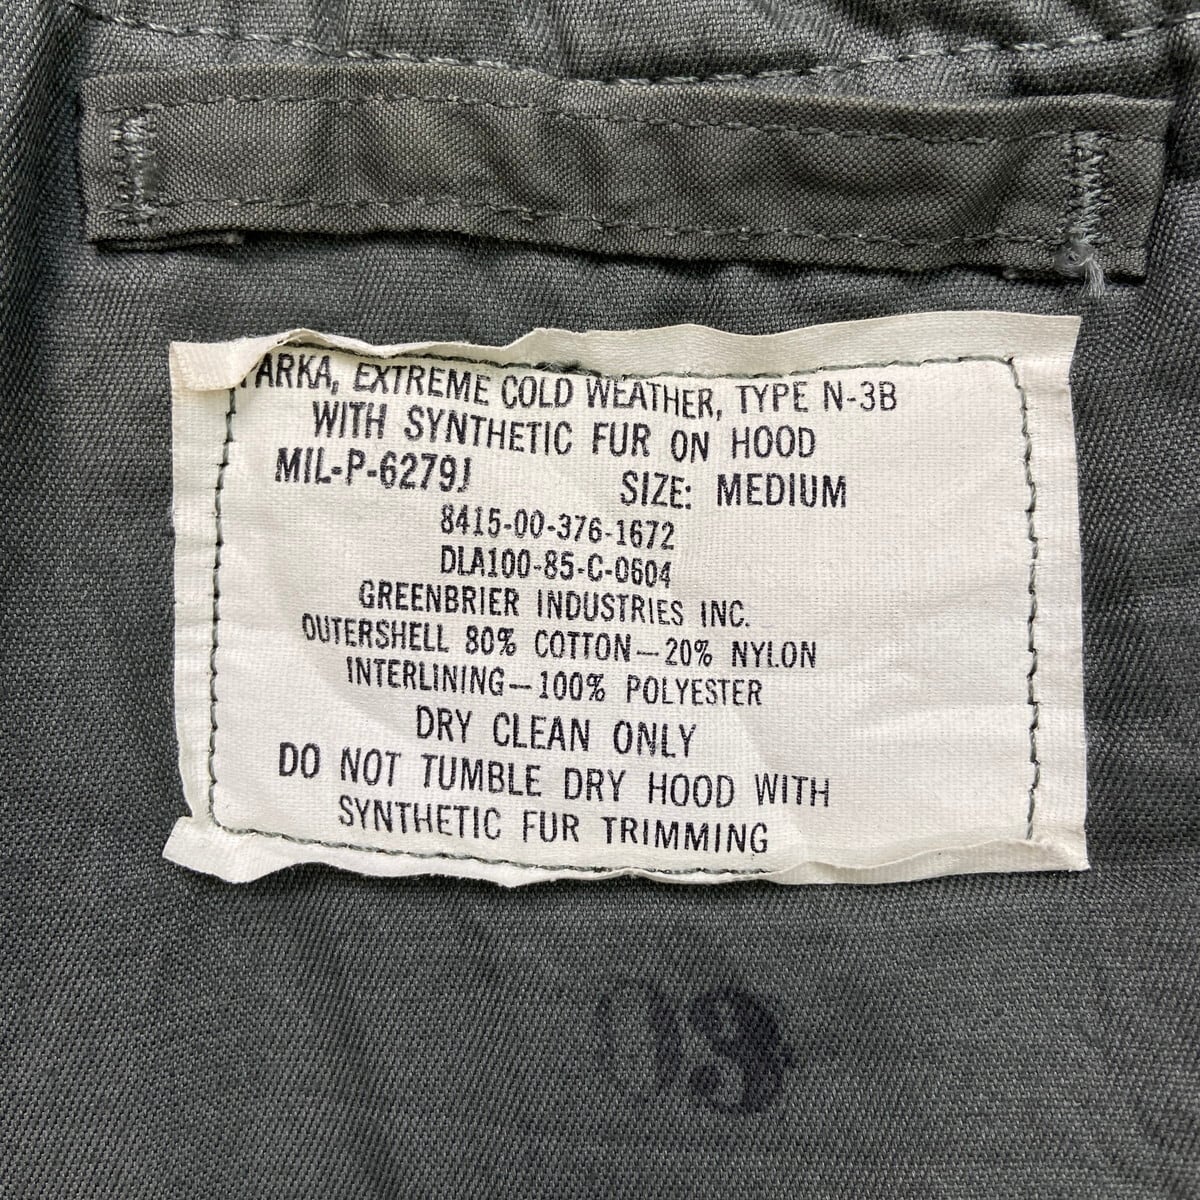 PARKA, EXTREME COLD WEATHER, TYPE N-3B
WITH SYNTHETIC FUR ON HOOD
MIL-P-6279J SIZE: MEDIUM
8415-00-376-1672
DLA100-85-C-0604
GREENBRIER INDUSTRIES INC.
OUTERSHELL 80% COTTON—20% NYLON
INTERLINING—100% POLYESTER
DRY CLEAN ONLY
DO NOT TUMBLE DRY HOOD WITH
SYNTHETIC FUR TRIMMING